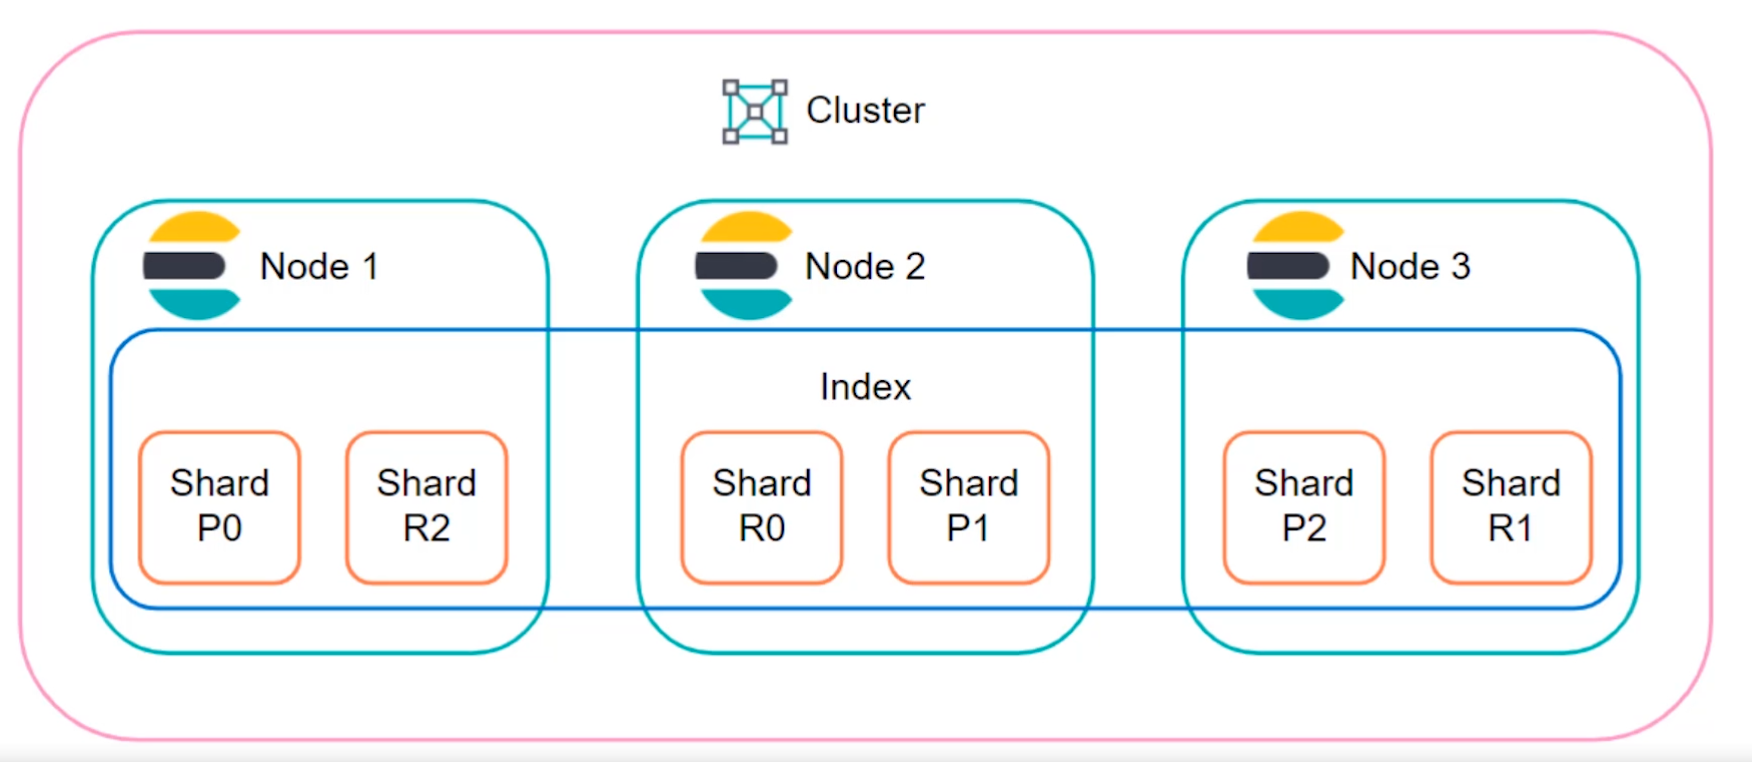 Cluster
Node 1
Node 2
Node 3
Index
Shard
P0
Shard
R2
Shard
R0
Shard
P1
Shard
P2
Shard
R1